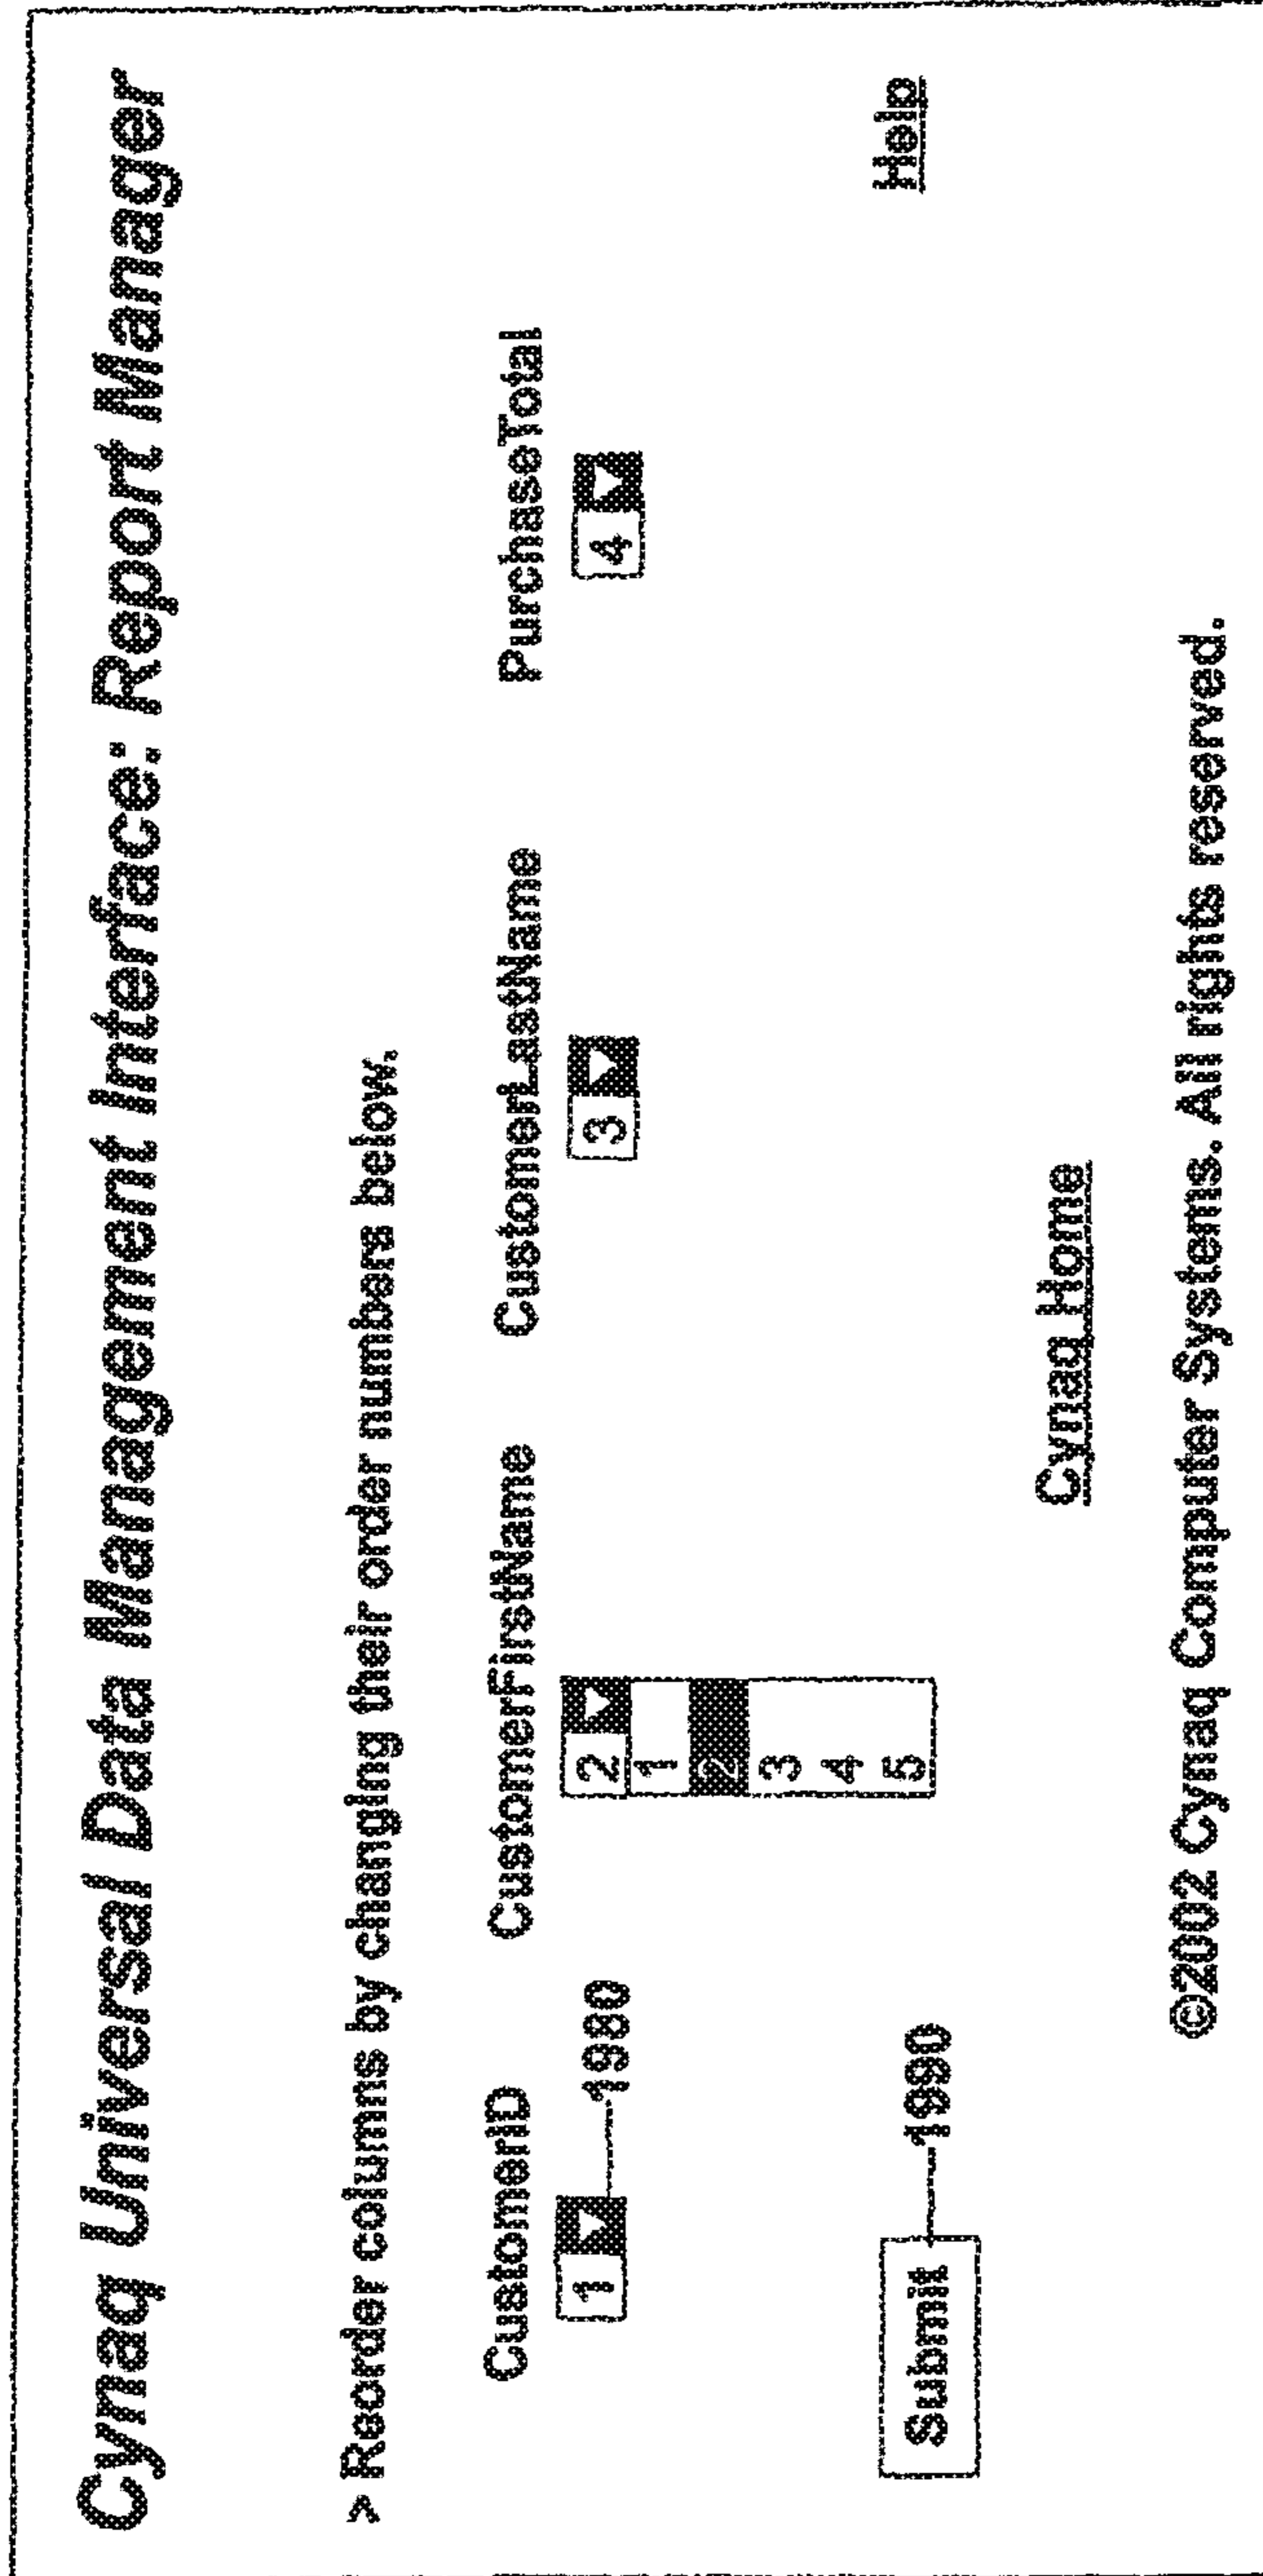 Cynaq Universal Data Management Interface: Report Manager
> Reorder columns by changing their order numbers below.
CustomerID CustomerFirstName CustomerLastName PurchaseTotal
1 1980 2 3 4
1
2
3
4
5
Submit 1990 Help
Cynaq Home
©2002 Cynaq Computer Systems. All rights reserved.